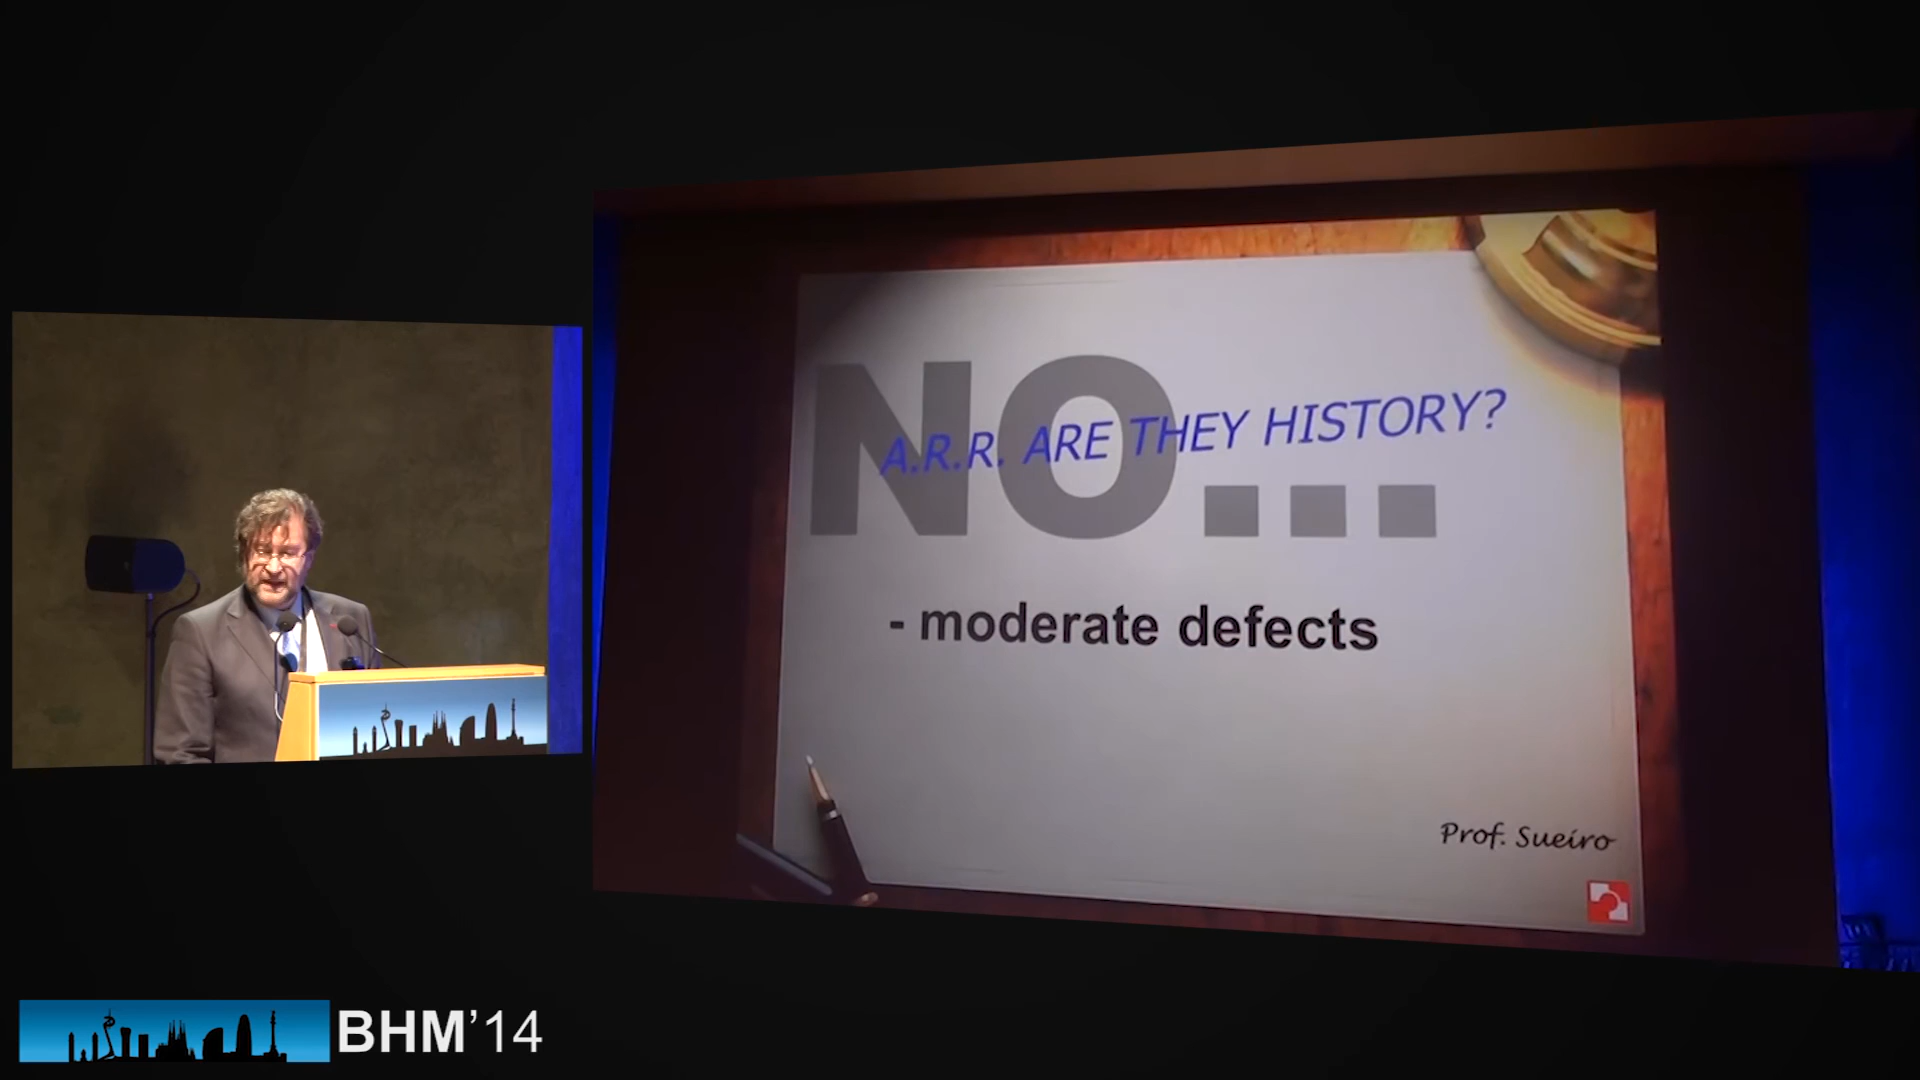 NO...
A.R.R. ARE THEY HISTORY?
- moderate defects
Prof. Sueiro
BHM'14